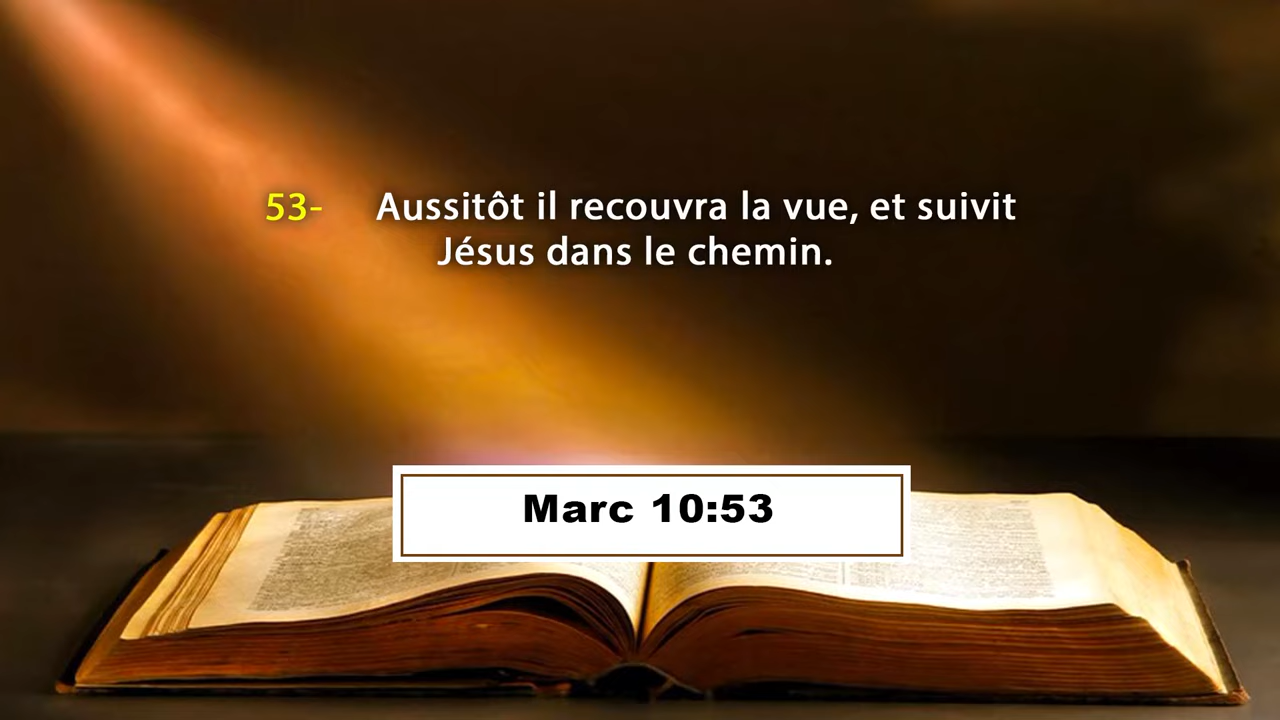 53- Aussitôt il recouvra la vue, et suivit
Jésus dans le chemin.
Marc 10:53